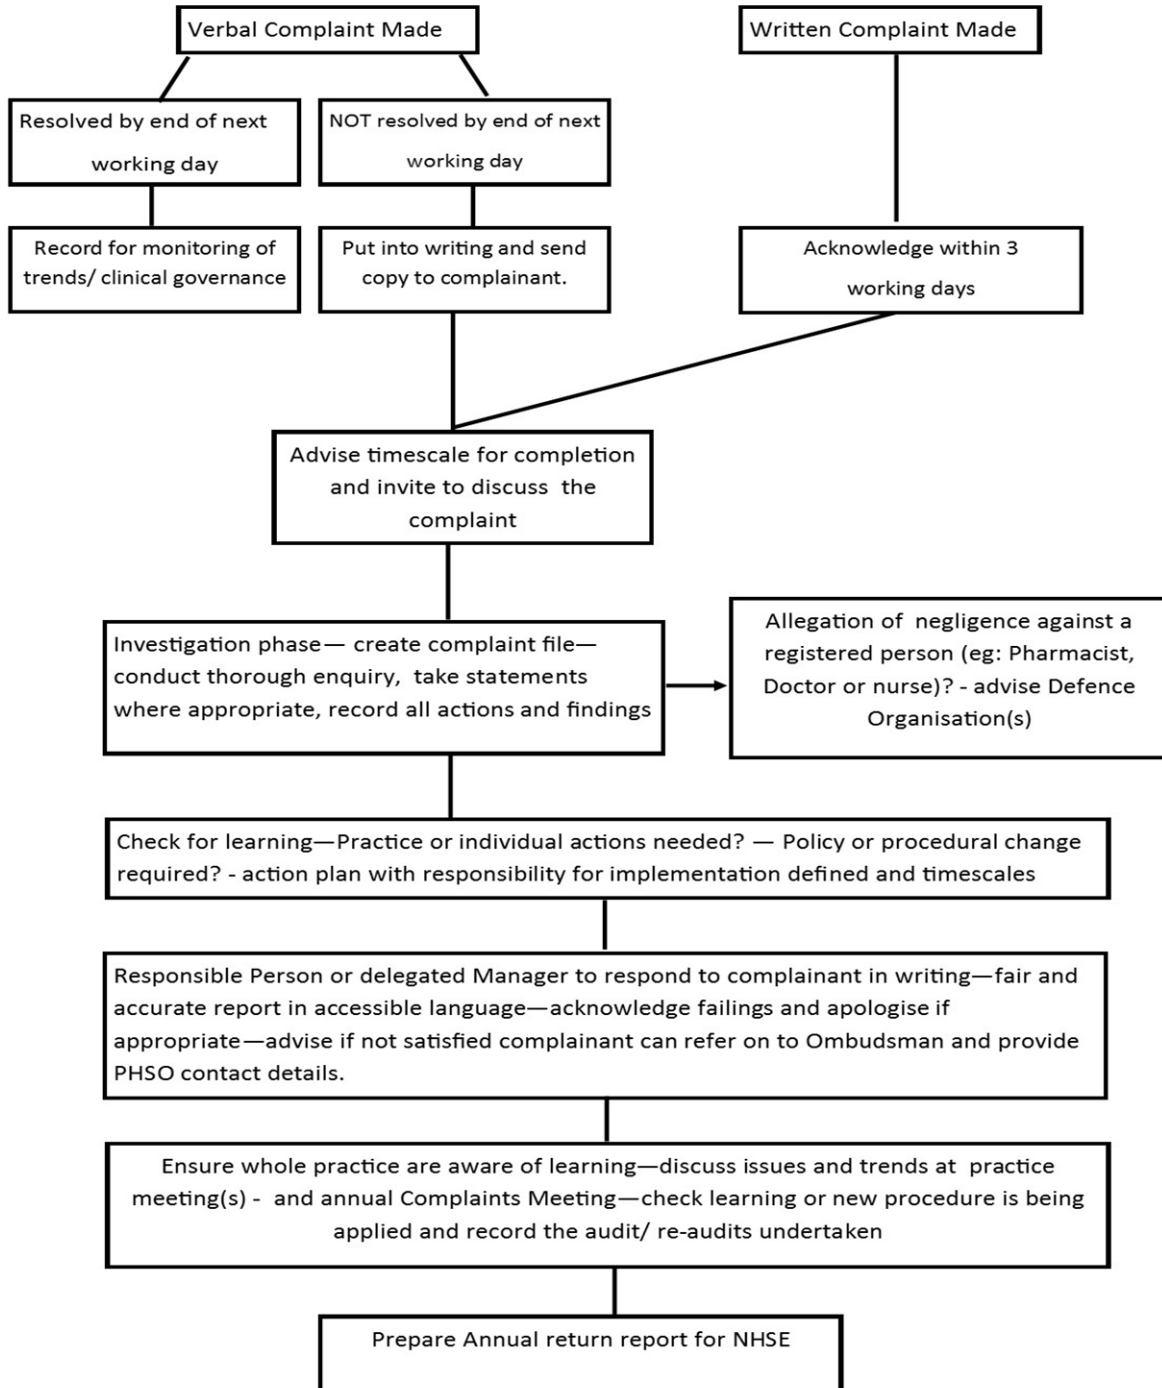 Verbal Complaint Made
Written Complaint Made
Resolved by end of next
working day
NOT resolved by end of next
working day
Record for monitoring of
trends/ clinical governance
Put into writing and send
copy to complainant.
Acknowledge within 3
working days
Advise timescale for completion
and invite to discuss the
complaint
Investigation phase— create complaint file—
conduct thorough enquiry, take statements
where appropriate, record all actions and findings
Allegation of negligence against a
registered person (eg: Pharmacist,
Doctor or nurse)? - advise Defence
Organisation(s)
Check for learning—Practice or individual actions needed? — Policy or procedural change
required? - action plan with responsibility for implementation defined and timescales
Responsible Person or delegated Manager to respond to complainant in writing—fair and
accurate report in accessible language—acknowledge failings and apologise if
appropriate—advise if not satisfied complainant can refer on to Ombudsman and provide
PHSO contact details.
Ensure whole practice are aware of learning—discuss issues and trends at practice
meeting(s) - and annual Complaints Meeting—check learning or new procedure is being
applied and record the audit/ re-audits undertaken
Prepare Annual return report for NHSE